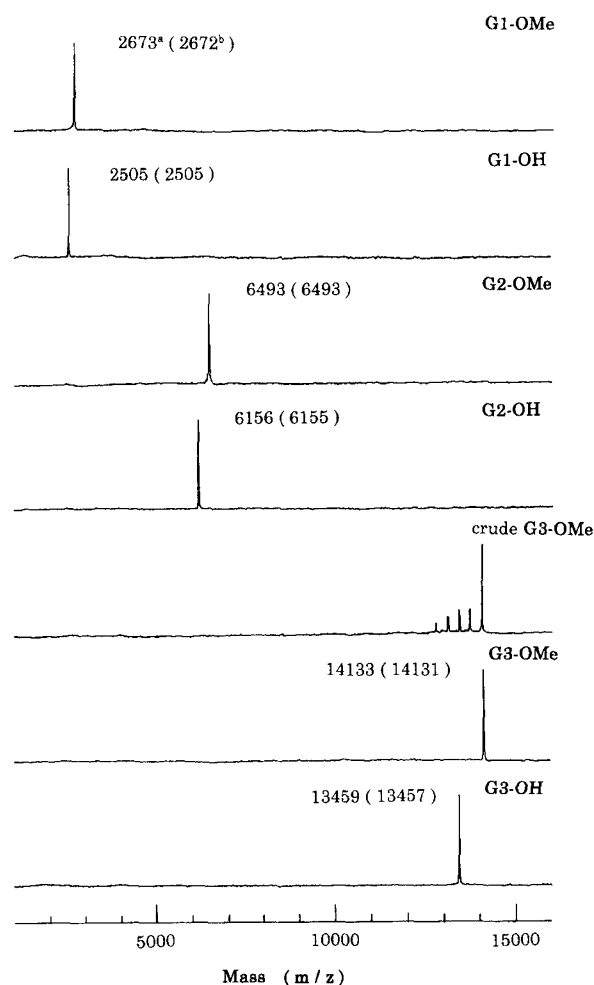 G1-OMe
2673ᵃ ( 2672ᵇ )
G1-OH
2505 ( 2505 )
G2-OMe
6493 ( 6493 )
G2-OH
6156 ( 6155 )
crude G3-OMe
G3-OMe
14133 ( 14131 )
G3-OH
13459 ( 13457 )
5000 10000 15000
Mass ( m / z )